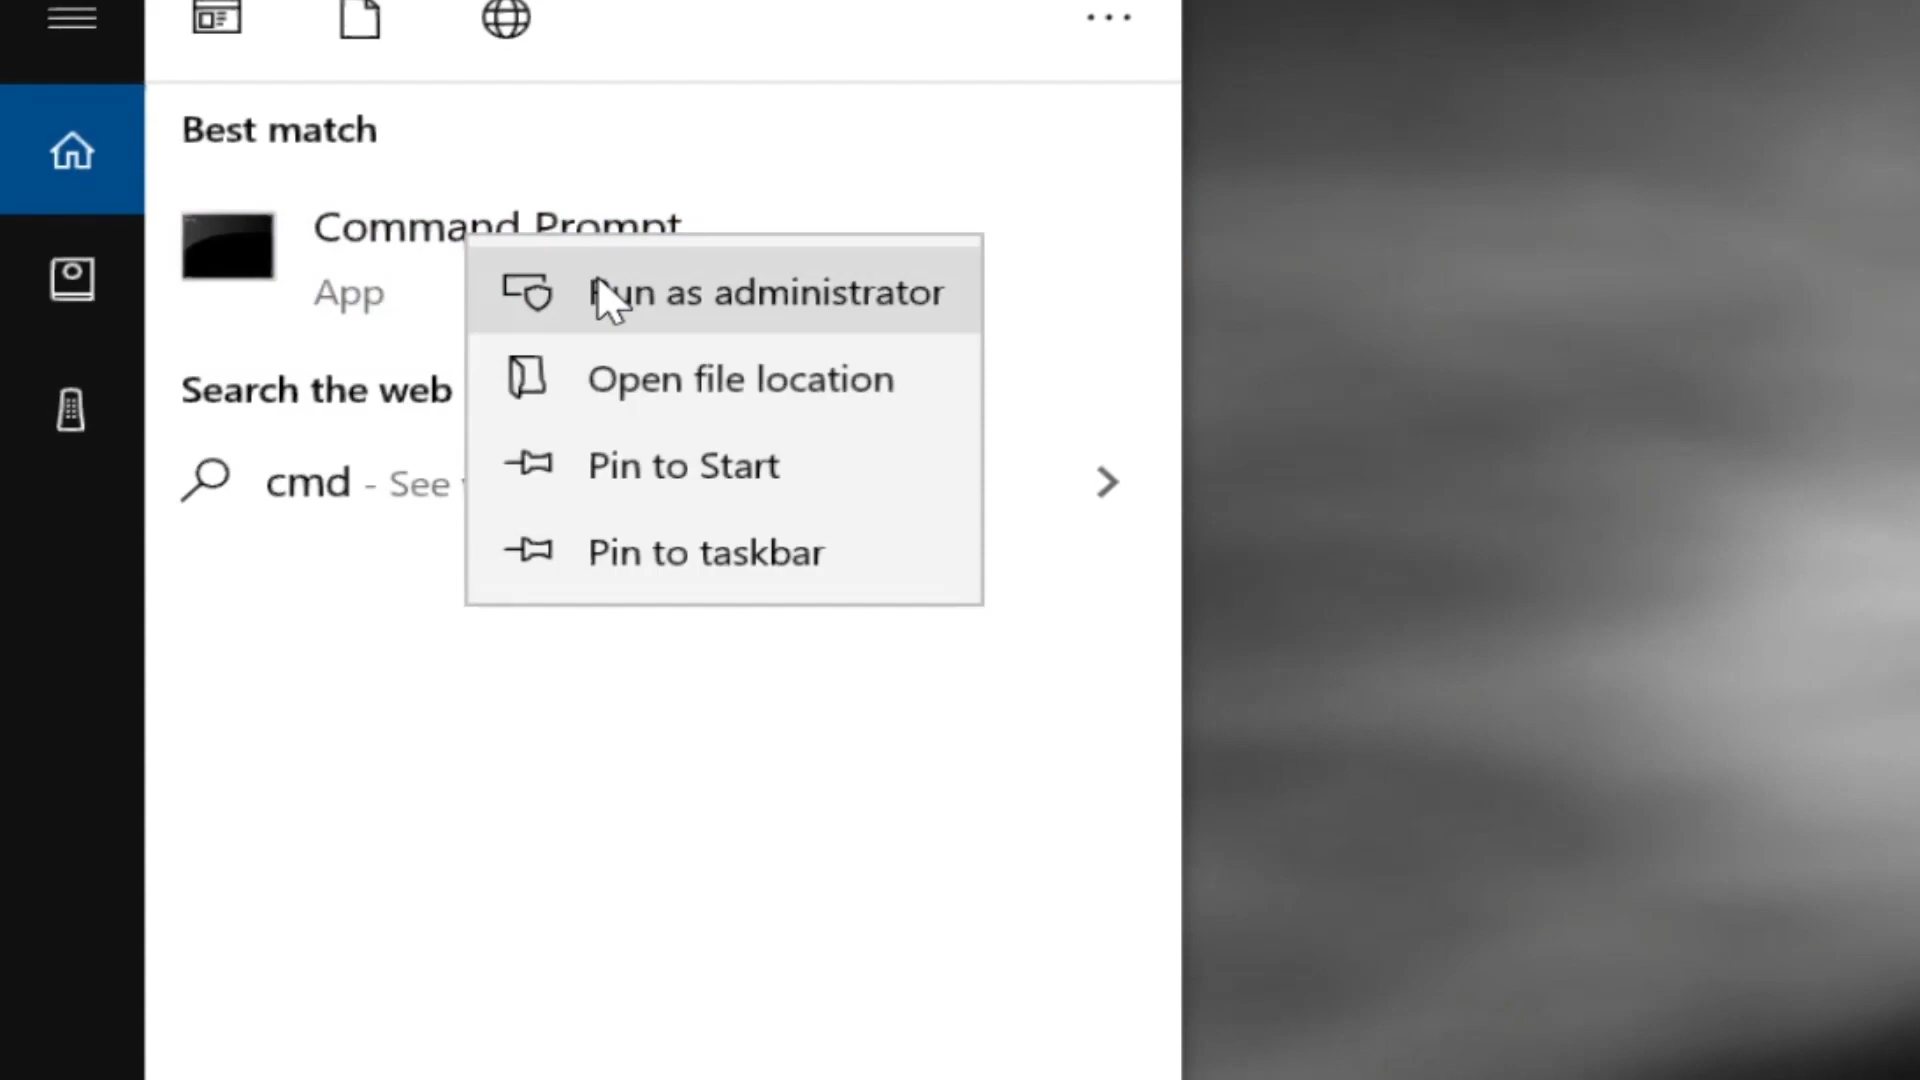 Best match
Command Prompt
App
Run as administrator
Open file location
Search the web
Pin to Start
cmd - See
Pin to taskbar